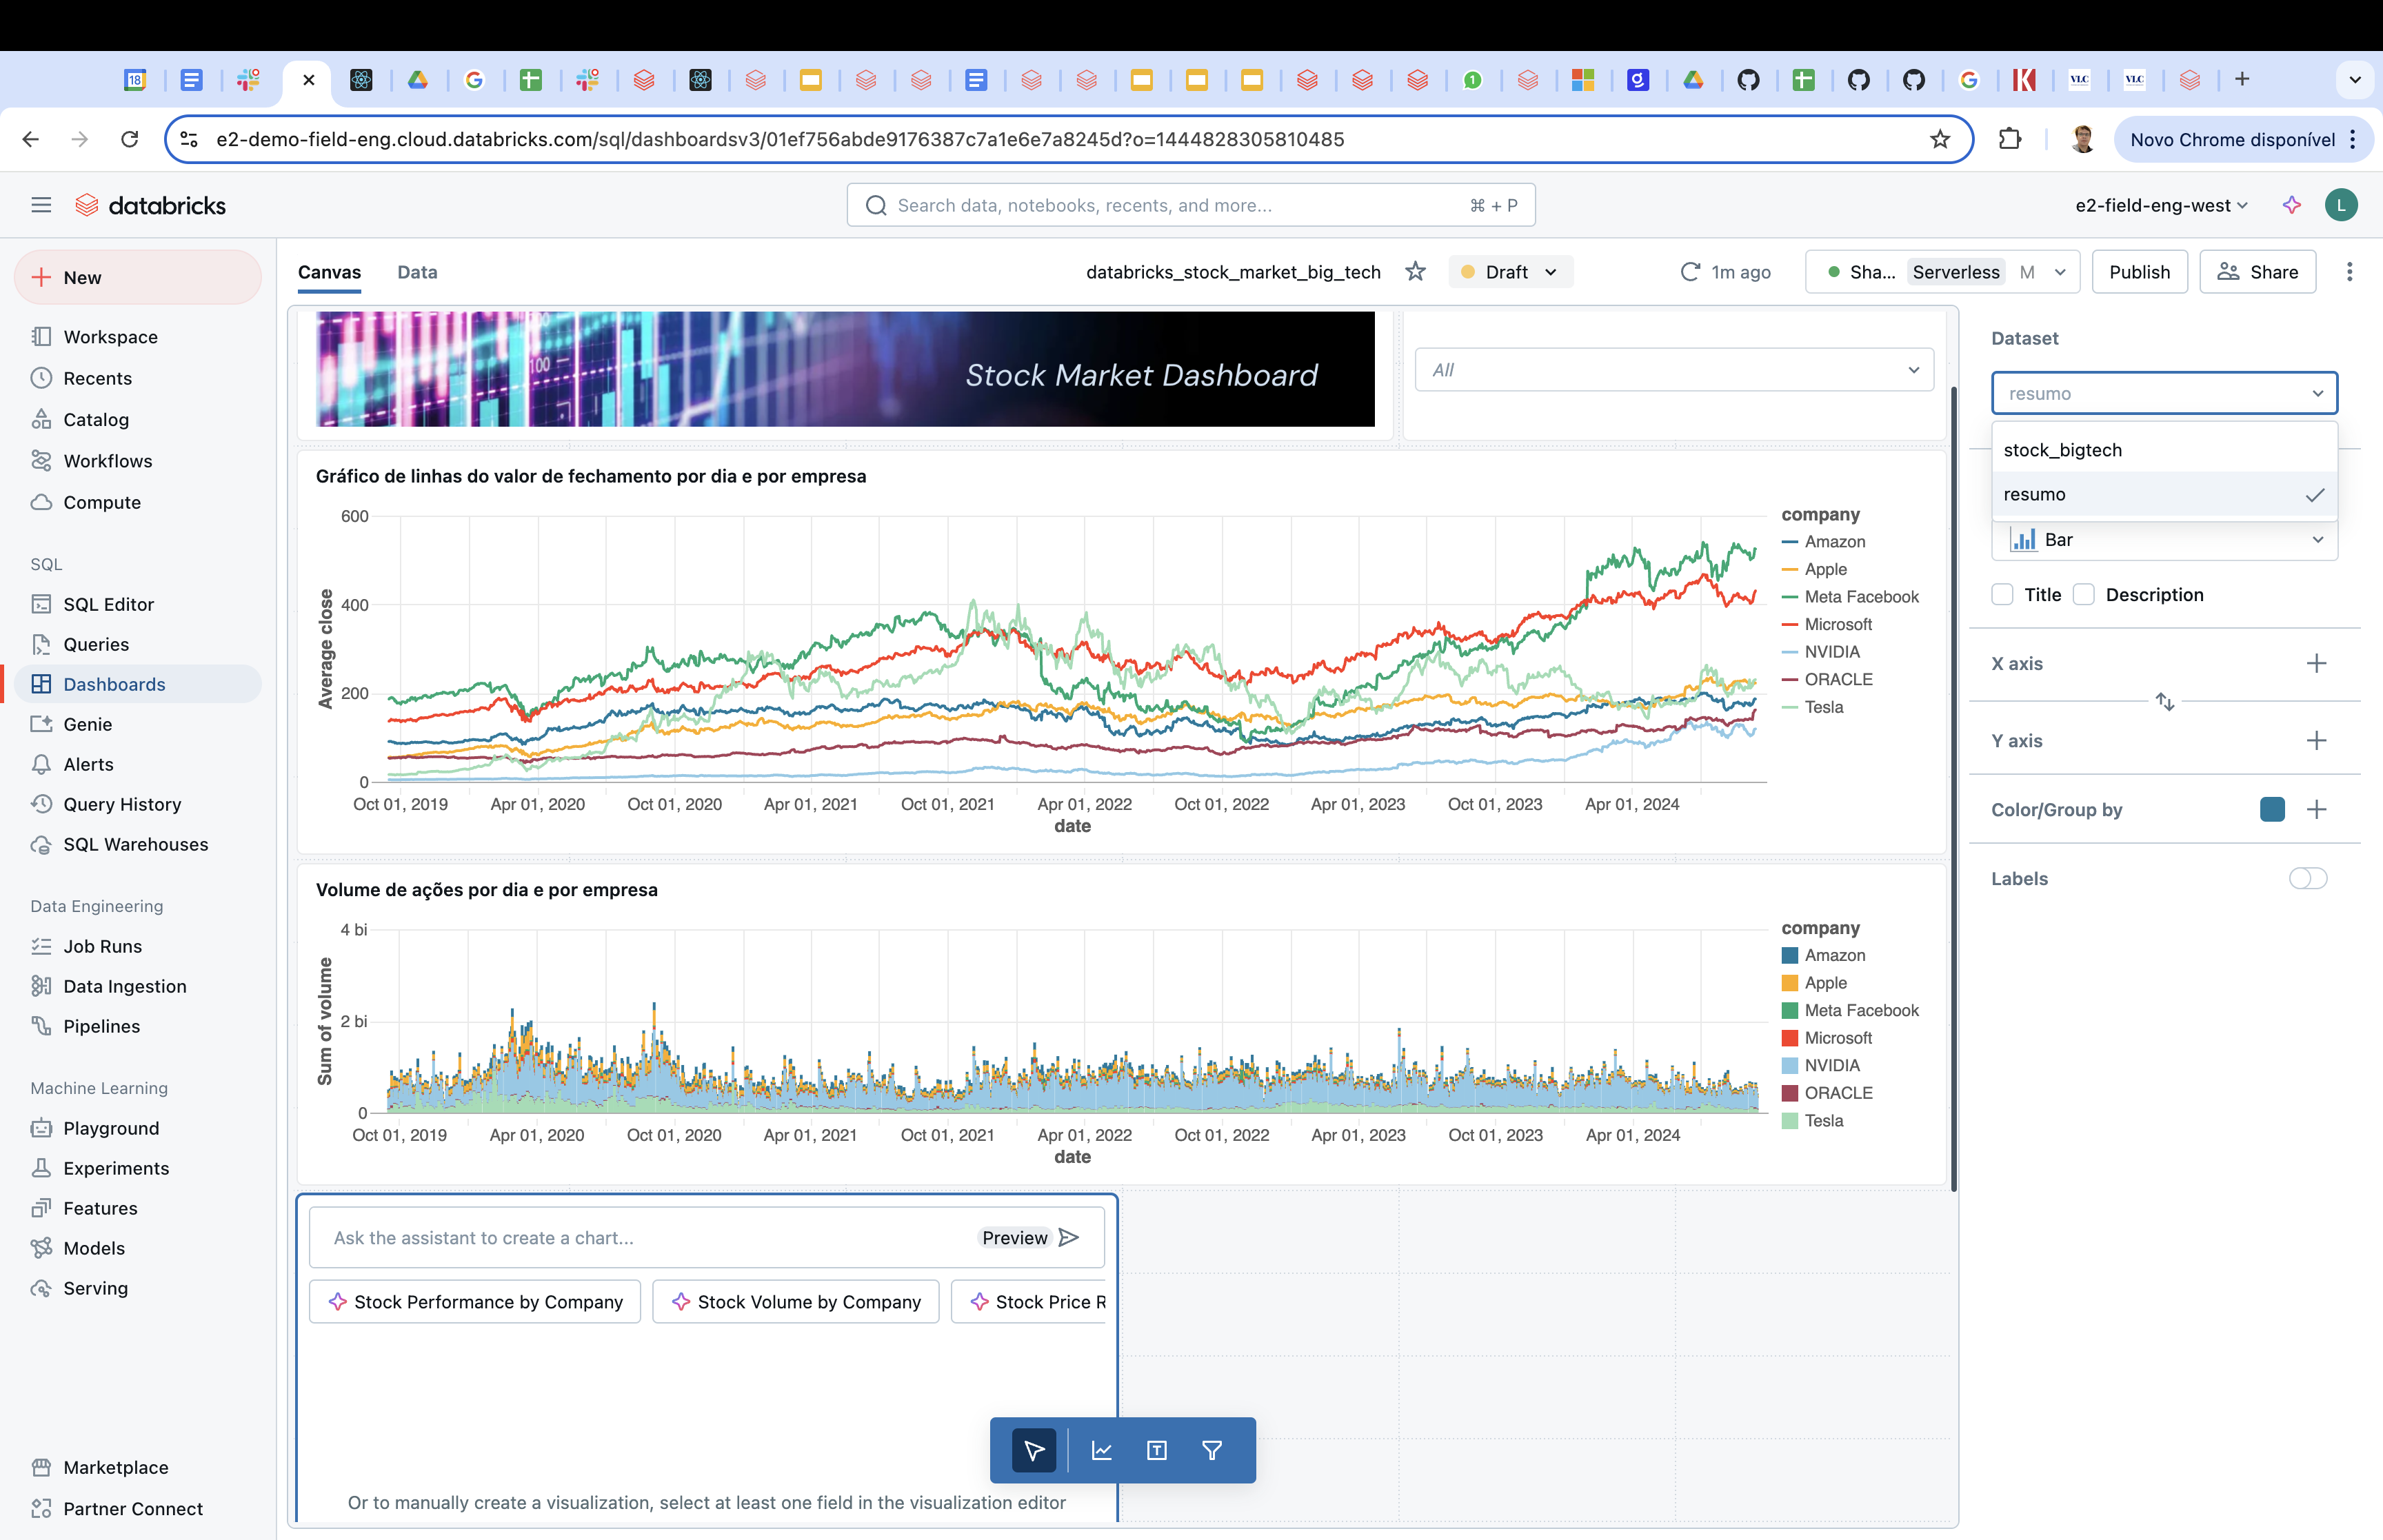 18
1
VLC
VLC
e2-demo-field-eng.cloud.databricks.com/sql/dashboardsv3/01ef756abde9176387c7a1e6e7a8245d?o=1444828305810485
Novo Chrome disponível
databricks
Search data, notebooks, recents, and more...
⌘ + P
e2-field-eng-west
L
New
Workspace
Recents
Catalog
Workflows
Compute
SQL
SQL Editor
Queries
Dashboards
Genie
Alerts
Query History
SQL Warehouses
Data Engineering
Job Runs
Data Ingestion
Pipelines
Machine Learning
Playground
Experiments
Features
Models
Serving
Marketplace
Partner Connect
Canvas
Data
databricks_stock_market_big_tech
Draft
1m ago
Sha...
Serverless
M
Publish
Share
100
Stock Market Dashboard
All
Gráfico de linhas do valor de fechamento por dia e por empresa
600
400
200
0
Average close
Oct 01, 2019
Apr 01, 2020
Oct 01, 2020
Apr 01, 2021
Oct 01, 2021
Apr 01, 2022
Oct 01, 2022
Apr 01, 2023
Oct 01, 2023
Apr 01, 2024
date
company
Amazon
Apple
Meta Facebook
Microsoft
NVIDIA
ORACLE
Tesla
Volume de ações por dia e por empresa
4 bi
2 bi
0
Sum of volume
Oct 01, 2019
Apr 01, 2020
Oct 01, 2020
Apr 01, 2021
Oct 01, 2021
Apr 01, 2022
Oct 01, 2022
Apr 01, 2023
Oct 01, 2023
Apr 01, 2024
date
company
Amazon
Apple
Meta Facebook
Microsoft
NVIDIA
ORACLE
Tesla
Ask the assistant to create a chart...
Preview
Stock Performance by Company
Stock Volume by Company
Stock Price R
Or to manually create a visualization, select at least one field in the visualization editor
Dataset
resumo
stock_bigtech
resumo
Bar
Title
Description
X axis
Y axis
Color/Group by
Labels